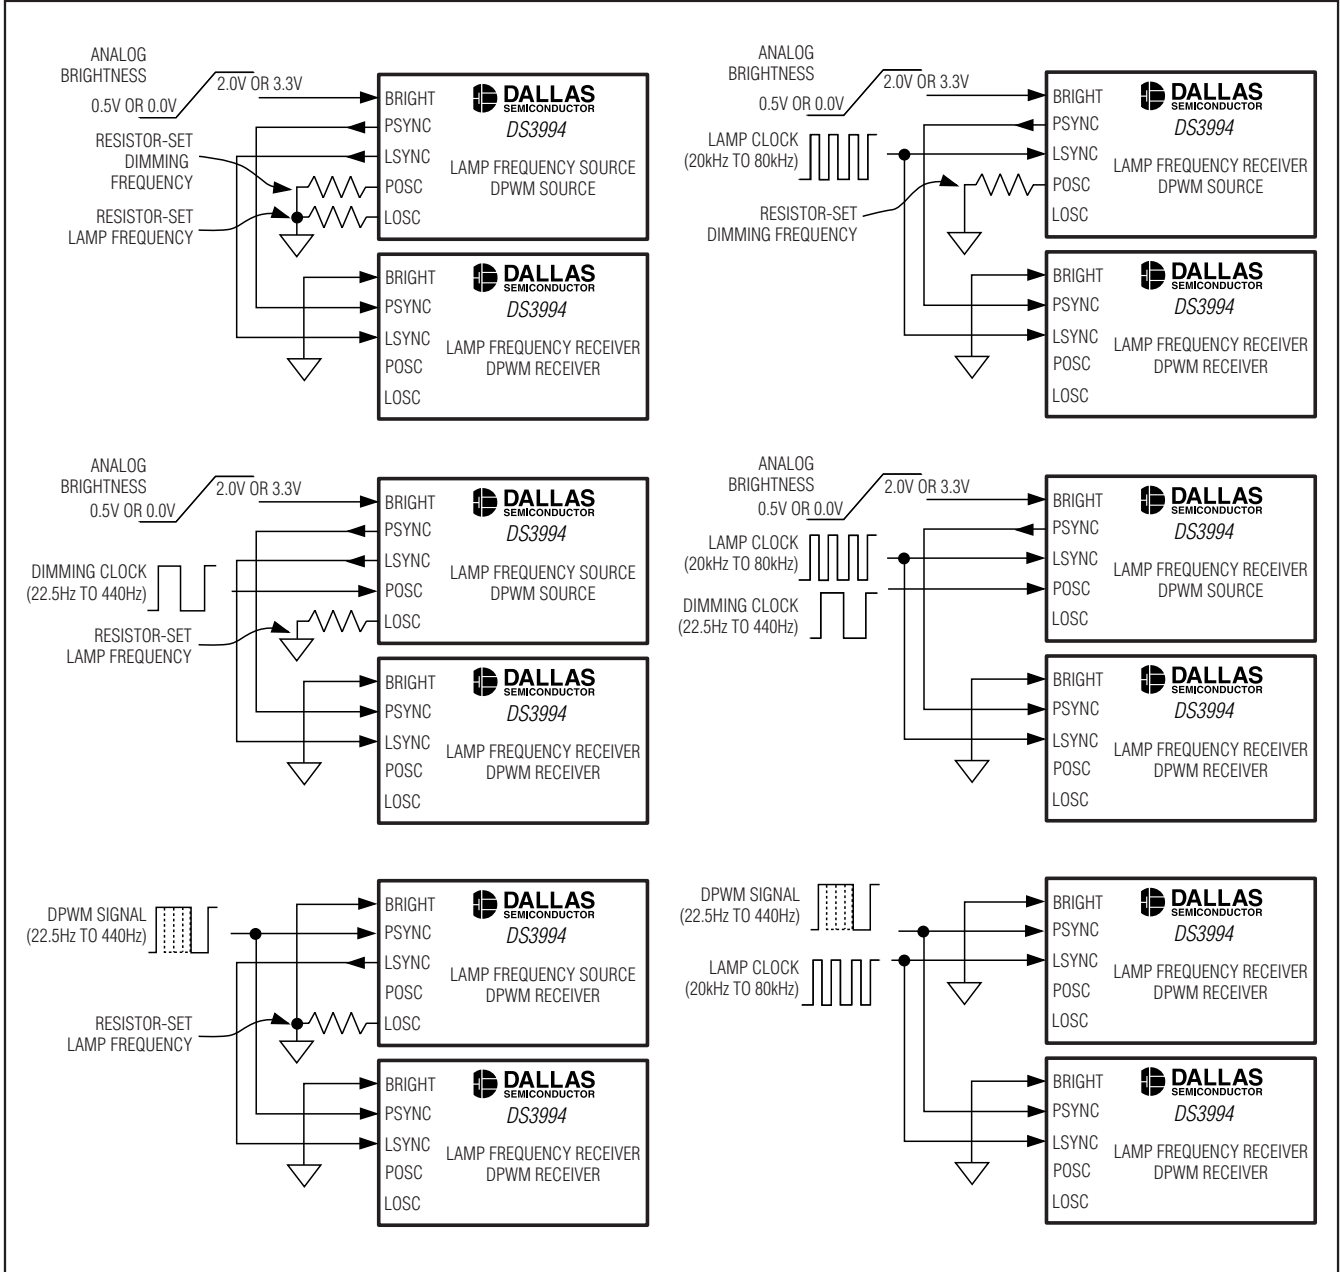 ANALOG
BRIGHTNESS
0.5V OR 0.0V
2.0V OR 3.3V
RESISTOR-SET
DIMMING
FREQUENCY
RESISTOR-SET
LAMP FREQUENCY
BRIGHT
PSYNC
LSYNC
POSC
LOSC
DALLAS
SEMICONDUCTOR
DS3994
LAMP FREQUENCY SOURCE
DPWM SOURCE
BRIGHT
PSYNC
LSYNC
POSC
LOSC
DALLAS
SEMICONDUCTOR
DS3994
LAMP FREQUENCY RECEIVER
DPWM RECEIVER
ANALOG
BRIGHTNESS
0.5V OR 0.0V
2.0V OR 3.3V
LAMP CLOCK
(20kHz TO 80kHz)
RESISTOR-SET
DIMMING FREQUENCY
BRIGHT
PSYNC
LSYNC
POSC
LOSC
DALLAS
SEMICONDUCTOR
DS3994
LAMP FREQUENCY RECEIVER
DPWM SOURCE
BRIGHT
PSYNC
LSYNC
POSC
LOSC
DALLAS
SEMICONDUCTOR
DS3994
LAMP FREQUENCY RECEIVER
DPWM RECEIVER
ANALOG
BRIGHTNESS
0.5V OR 0.0V
2.0V OR 3.3V
DIMMING CLOCK
(22.5Hz TO 440Hz)
RESISTOR-SET
LAMP FREQUENCY
BRIGHT
PSYNC
LSYNC
POSC
LOSC
DALLAS
SEMICONDUCTOR
DS3994
LAMP FREQUENCY SOURCE
DPWM SOURCE
BRIGHT
PSYNC
LSYNC
POSC
LOSC
DALLAS
SEMICONDUCTOR
DS3994
LAMP FREQUENCY RECEIVER
DPWM RECEIVER
ANALOG
BRIGHTNESS
0.5V OR 0.0V
2.0V OR 3.3V
LAMP CLOCK
(20kHz TO 80kHz)
DIMMING CLOCK
(22.5Hz TO 440Hz)
BRIGHT
PSYNC
LSYNC
POSC
LOSC
DALLAS
SEMICONDUCTOR
DS3994
LAMP FREQUENCY RECEIVER
DPWM SOURCE
BRIGHT
PSYNC
LSYNC
POSC
LOSC
DALLAS
SEMICONDUCTOR
DS3994
LAMP FREQUENCY RECEIVER
DPWM RECEIVER
DPWM SIGNAL
(22.5Hz TO 440Hz)
RESISTOR-SET
LAMP FREQUENCY
BRIGHT
PSYNC
LSYNC
POSC
LOSC
DALLAS
SEMICONDUCTOR
DS3994
LAMP FREQUENCY SOURCE
DPWM RECEIVER
BRIGHT
PSYNC
LSYNC
POSC
LOSC
DALLAS
SEMICONDUCTOR
DS3994
LAMP FREQUENCY RECEIVER
DPWM RECEIVER
DPWM SIGNAL
(22.5Hz TO 440Hz)
LAMP CLOCK
(20kHz TO 80kHz)
BRIGHT
PSYNC
LSYNC
POSC
LOSC
DALLAS
SEMICONDUCTOR
DS3994
LAMP FREQUENCY RECEIVER
DPWM RECEIVER
BRIGHT
PSYNC
LSYNC
POSC
LOSC
DALLAS
SEMICONDUCTOR
DS3994
LAMP FREQUENCY RECEIVER
DPWM RECEIVER